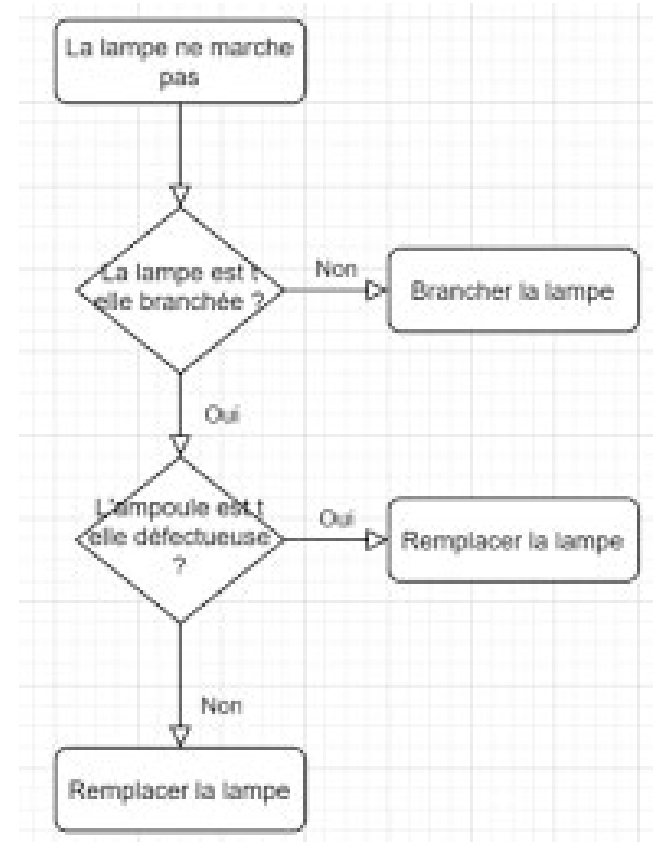 La lampe ne marche
pas
La lampe est t
elle branchée ?
Non
Brancher la lampe
Oui
L'ampoule est t
elle défectueuse
?
Oui
Remplacer la lampe
Non
Remplacer la lampe